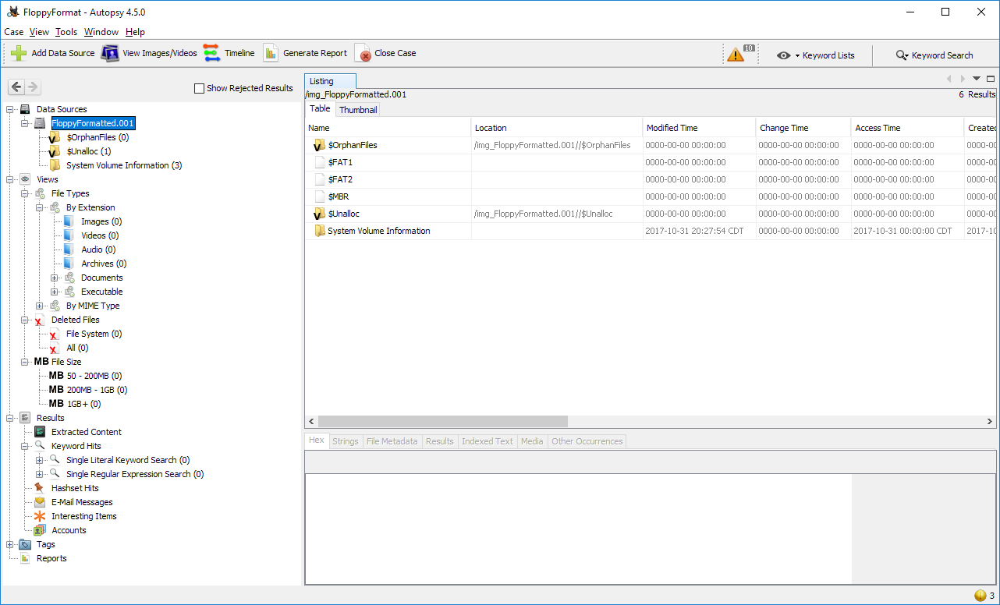 FloppyFormat - Autopsy 4.5.0
Case View Tools Window Help
Add Data Source View Images/Videos Timeline Generate Report Close Case 10 Keyword Lists Keyword Search
Show Rejected Results
Data Sources
FloppyFormatted.001
$OrphanFiles (0)
$Unalloc (1)
System Volume Information (3)
Views
File Types
By Extension
Images (0)
Videos (0)
Audio (0)
Archives (0)
Documents
Executable
By MIME Type
Deleted Files
File System (0)
All (0)
MB File Size
MB 50 - 200MB (0)
MB 200MB - 1GB (0)
MB 1GB+ (0)
Results
Extracted Content
Keyword Hits
Single Literal Keyword Search (0)
Single Regular Expression Search (0)
Hashset Hits
E-Mail Messages
Interesting Items
Accounts
Tags
Reports
Listing
/img_FloppyFormatted.001 6 Results
Table Thumbnail
Name Location Modified Time Change Time Access Time Created
$OrphanFiles /img_FloppyFormatted.001//$OrphanFiles 0000-00-00 00:00:00 0000-00-00 00:00:00 0000-00-00 00:00:00 0000-00
$FAT1 0000-00-00 00:00:00 0000-00-00 00:00:00 0000-00-00 00:00:00 0000-00
$FAT2 0000-00-00 00:00:00 0000-00-00 00:00:00 0000-00-00 00:00:00 0000-00
$MBR 0000-00-00 00:00:00 0000-00-00 00:00:00 0000-00-00 00:00:00 0000-00
$Unalloc /img_FloppyFormatted.001//$Unalloc 0000-00-00 00:00:00 0000-00-00 00:00:00 0000-00-00 00:00:00 0000-00
System Volume Information 2017-10-31 20:27:54 CDT 0000-00-00 00:00:00 2017-10-31 00:00:00 CDT 2017-10
Hex Strings File Metadata Results Indexed Text Media Other Occurrences
3